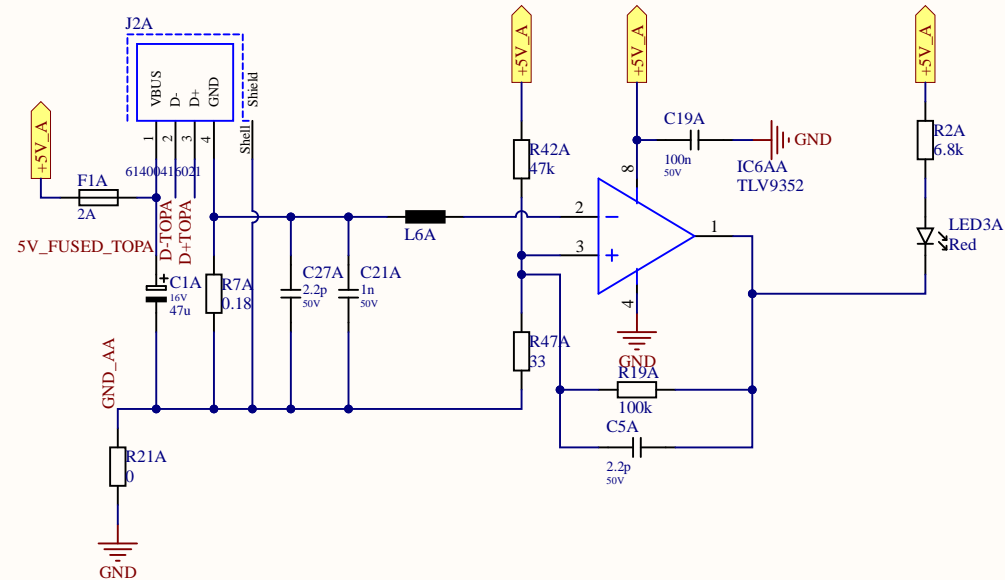 J2A
VBUS
D-
D+
GND
Shield
1
2
3
4
Shell
61400416021
+5V_A
+5V_A
+5V_A
+5V_A
F1A
2A
5V_FUSED_TOPA
D-TOPA
D+TOPA
C1A
16V
47u
R7A
0.18
C27A
2.2p
50V
C21A
1n
50V
L6A
R42A
47k
R47A
33
C19A
100n
50V
GND
IC6AA
TLV9352
8
2
3
1
4
GND
R19A
100k
C5A
2.2p
50V
R2A
6.8k
LED3A
Red
GND_AA
R21A
0
GND